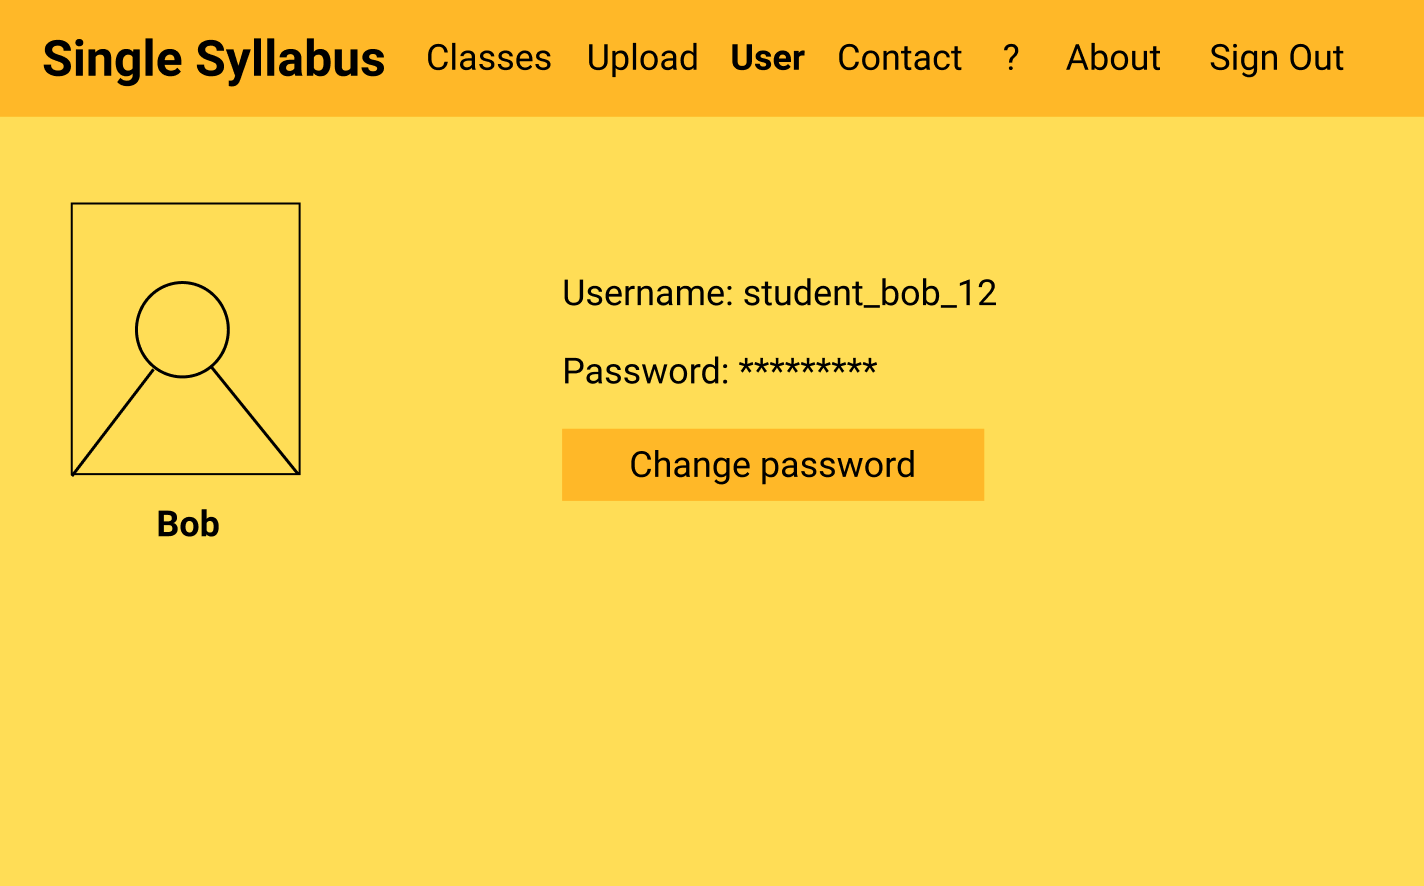 Single Syllabus Classes Upload User Contact ? About Sign Out
Username: student_bob_12
Password: *********
Change password
Bob